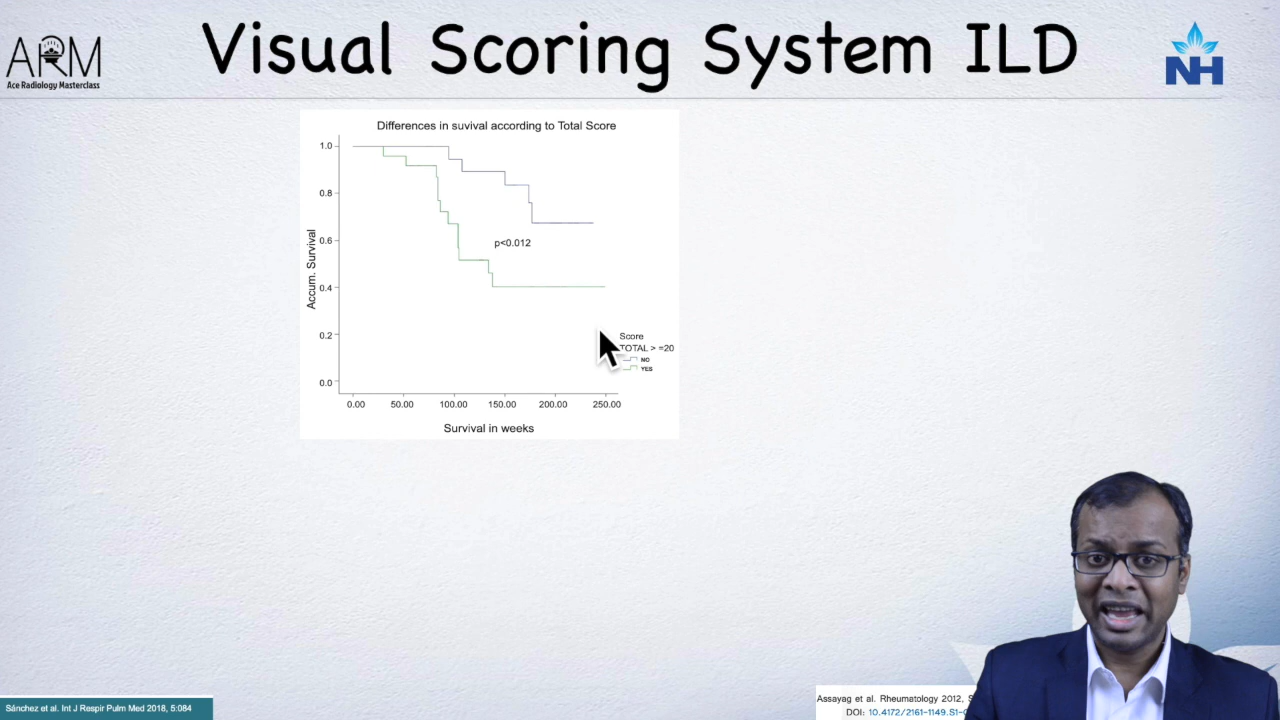 Visual Scoring System ILD
ARM
Ace Radiology Masterclass
NH
Differences in suvival according to Total Score
1.0
0.8
0.6
0.4
0.2
0.0
Accum. Survival
p<0.012
Score
TOTAL > =20
NO
YES
0.00 50.00 100.00 150.00 200.00 250.00
Survival in weeks
Sánchez et al. Int J Respir Pulm Med 2018, 5:084
Assayag et al. Rheumatology 2012, S
DOI: 10.4172/2161-1149.S1-